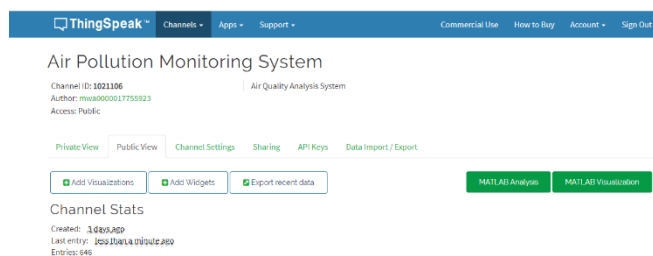 ThingSpeak™ Channels Apps Support Commercial Use How to Buy Account Sign Out
Air Pollution Monitoring System
Channel ID: 1021106 Air Quality Analysis System
Author: mwa0000017755923
Access: Public
Private View Public View Channel Settings Sharing API Keys Data Import / Export
Add Visualizations Add Widgets Export recent data MATLAB Analysis MATLAB Visualization
Channel Stats
Created: 3 days ago
Last entry: less than a minute ago
Entries: 646